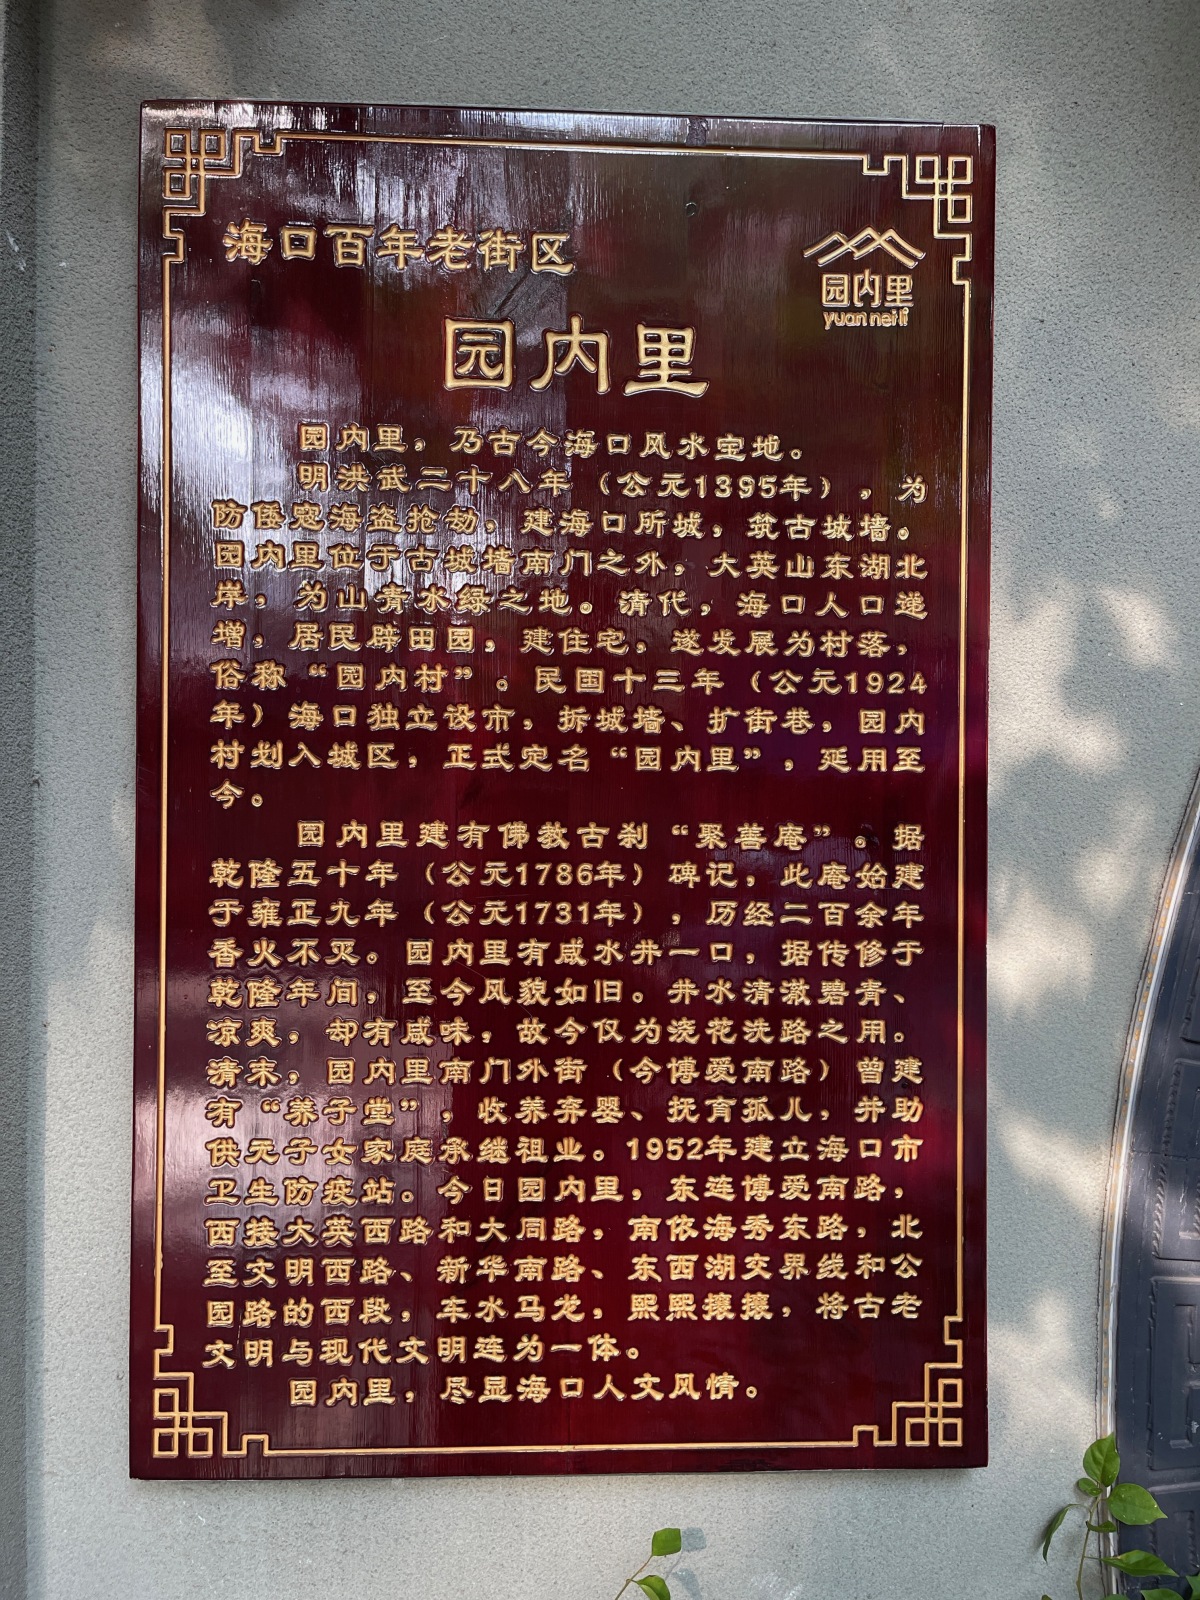 海口百年老街区
园内里
yuan nei li
园内里
园内里，乃古今海口风水宝地。
明洪武二十八年（公元1395年），为
防倭寇海盗抢劫，建海口所城，筑古城墙。
园内里位于古城墙南门之外，大英山东湖北
岸，为山青水绿之地。清代，海口人口递
增，居民辟田园，建住宅，遂发展为村落，
俗称“园内村”。民国十三年（公元1924
年）海口独立设市，拆城墙、扩街巷，园内
村划入城区，正式定名“园内里”，延用至
今。
园内里建有佛教古刹“聚善庵”。据
乾隆五十年（公元1786年）碑记，此庵始建
于雍正九年（公元1731年），历经二百余年
香火不灭。园内里有咸水井一口，据传修于
乾隆年间，至今风貌如旧。井水清澈碧青、
凉爽，却有咸味，故今仅为浇花洗路之用。
清末，园内里南门外街（今博爱南路）曾建
有“养子堂”，收养弃婴、抚育孤儿，并助
供无子女家庭承继祖业。1952年建立海口市
卫生防疫站。今日园内里，东连博爱南路，
西接大英西路和大同路，南依海秀东路，北
至文明西路、新华南路、东西湖交界线和公
园路的西段，车水马龙，熙熙攘攘，将古老
文明与现代文明连为一体。
园内里，尽显海口人文风情。